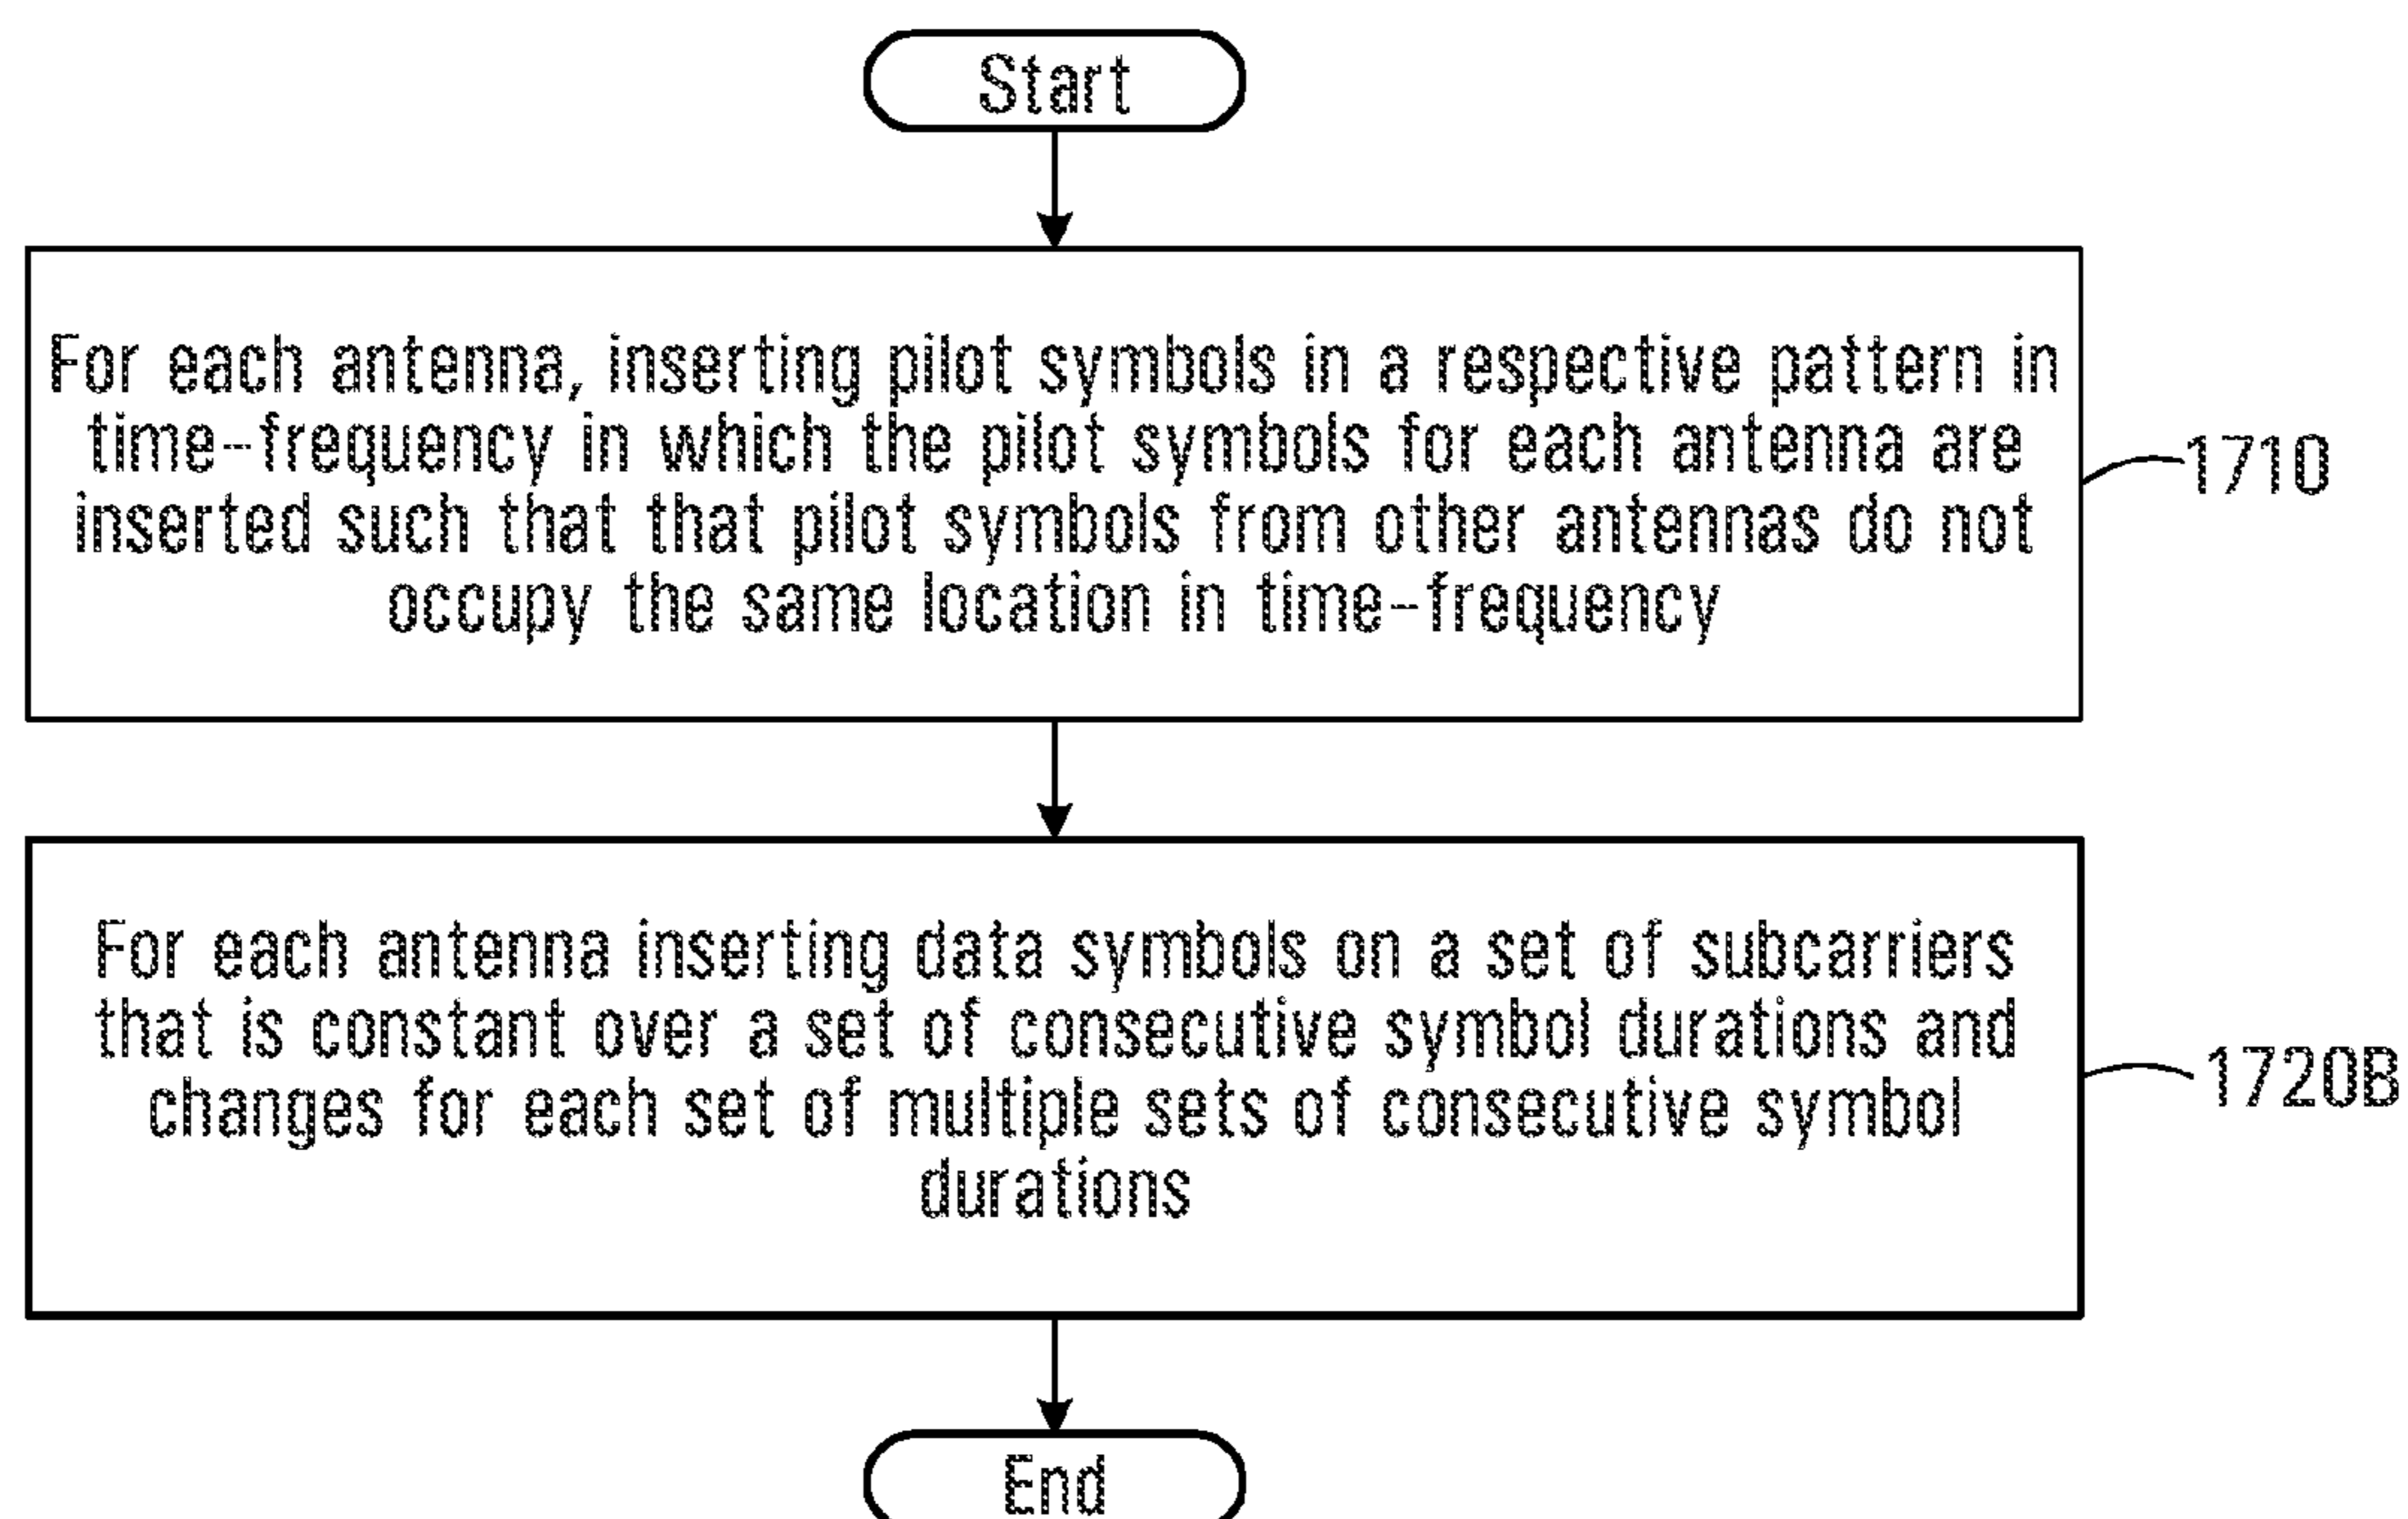 Start
For each antenna, inserting pilot symbols in a respective pattern in
time-frequency in which the pilot symbols for each antenna are
inserted such that that pilot symbols from other antennas do not
occupy the same location in time-frequency
1710
For each antenna inserting data symbols on a set of subcarriers
that is constant over a set of consecutive symbol durations and
changes for each set of multiple sets of consecutive symbol
durations
1720B
End